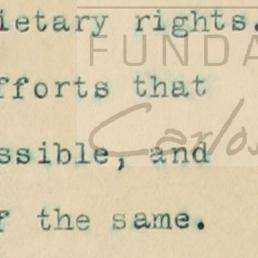 ietary rights.
FUNDA
fforts that
Carlos
ssible, and
f the same.